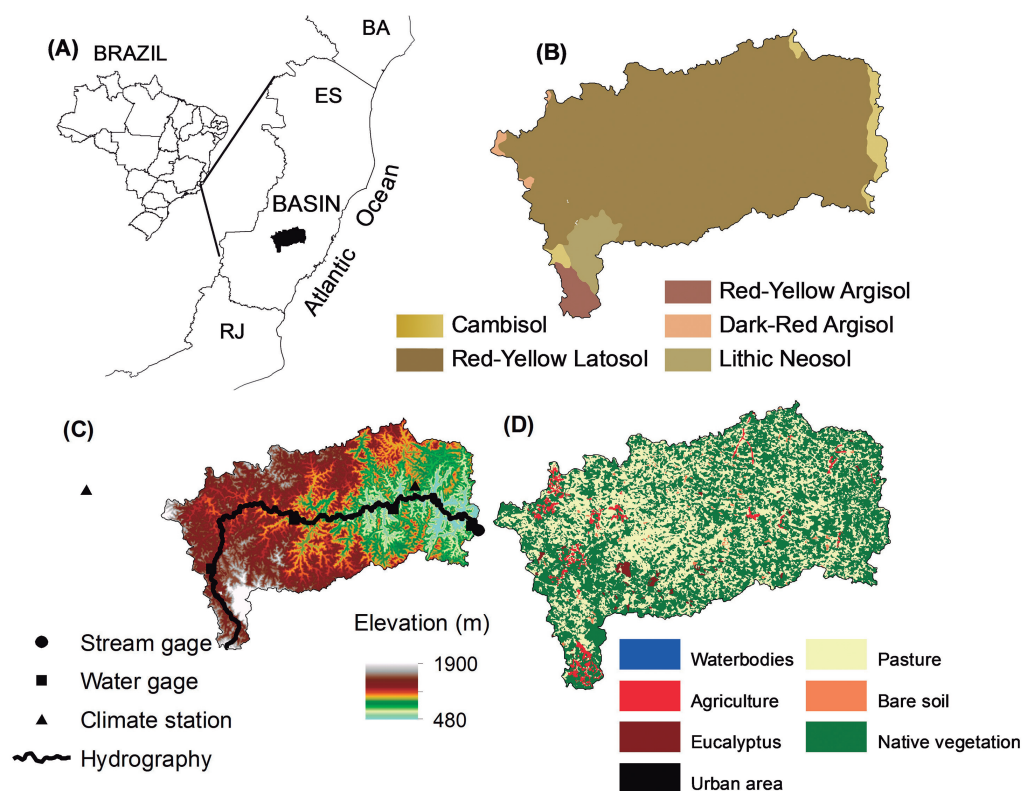 (A)
BRAZIL
BA
ES
BASIN
Atlantic Ocean
RJ
(B)
Cambisol
Red-Yellow Latosol
Red-Yellow Argisol
Dark-Red Argisol
Lithic Neosol
(C)
Stream gage
Water gage
Climate station
Hydrography
Elevation (m)
1900
480
(D)
Waterbodies
Agriculture
Eucalyptus
Urban area
Pasture
Bare soil
Native vegetation